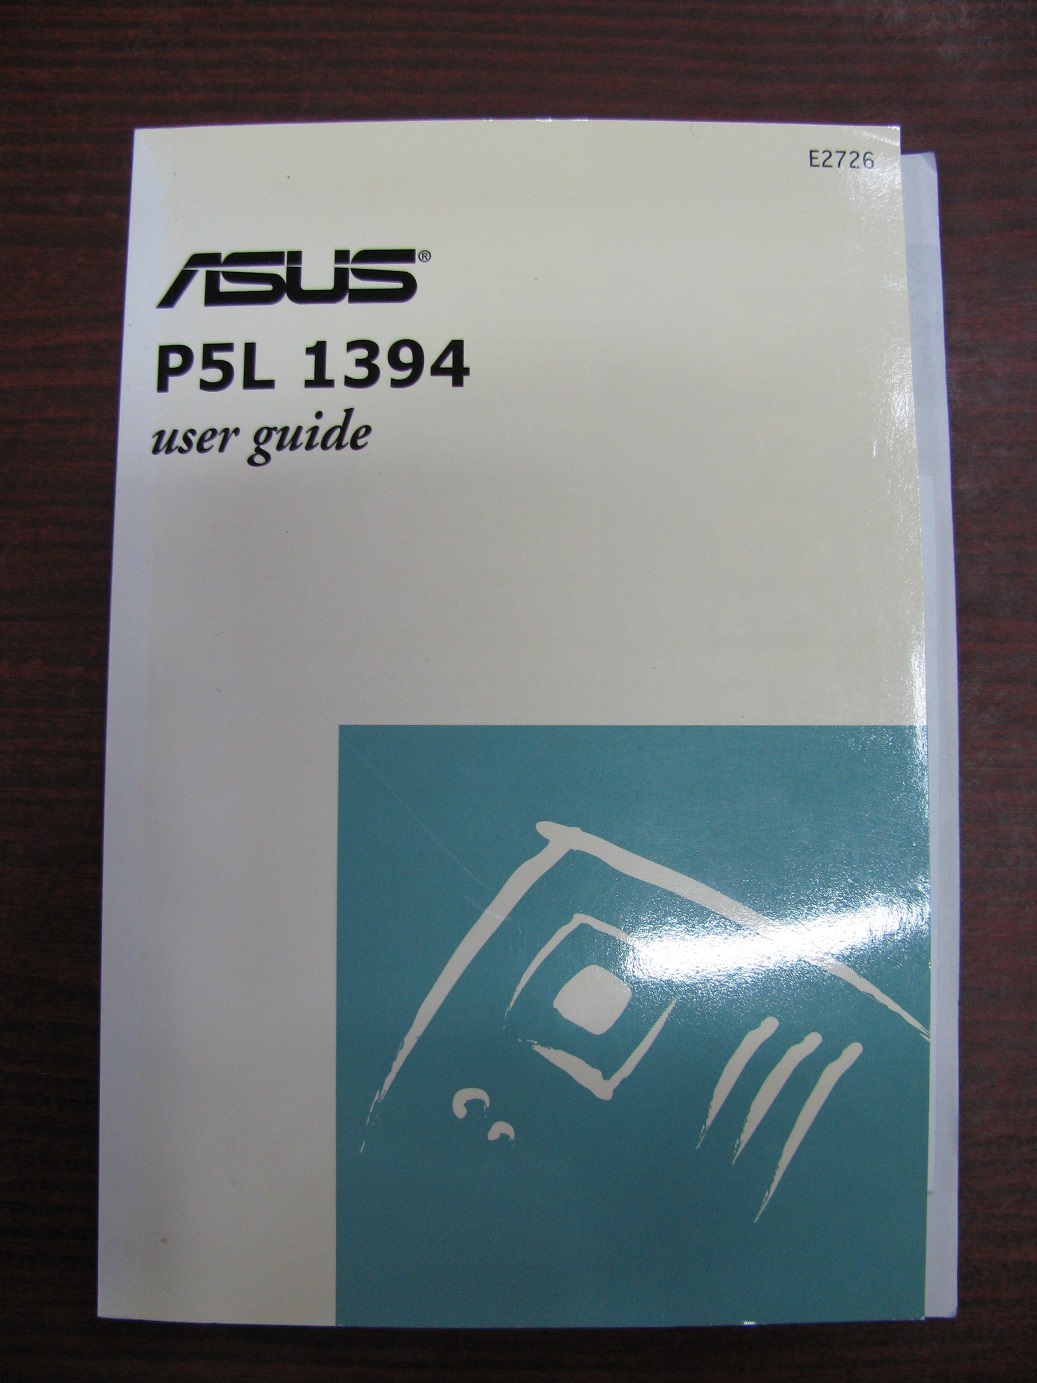 E2726
ASUS®
P5L 1394
user guide